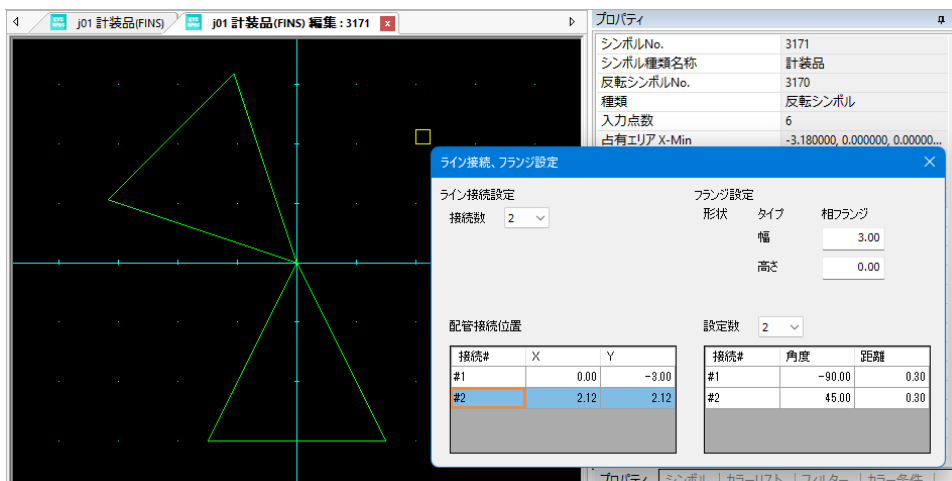 j01 計装品(FINS)
j01 計装品(FINS) 編集 : 3171
プロパティ
シンボルNo. 3171
シンボル種類名称 計装品
反転シンボルNo. 3170
種類 反転シンボル
入力点数 6
占有エリア X-Min -3.180000, 0.000000, 0.00000...
ライン接続、フランジ設定
ライン接続設定
接続数 2
フランジ設定
形状 タイプ 相フランジ
幅 3.00
高さ 0.00
配管接続位置
接続# X Y
#1 0.00 -3.00
#2 2.12 2.12
設定数 2
接続# 角度 距離
#1 -90.00 0.30
#2 45.00 0.30
プロパティ シンボル カラーリスト フィルター カラー条件